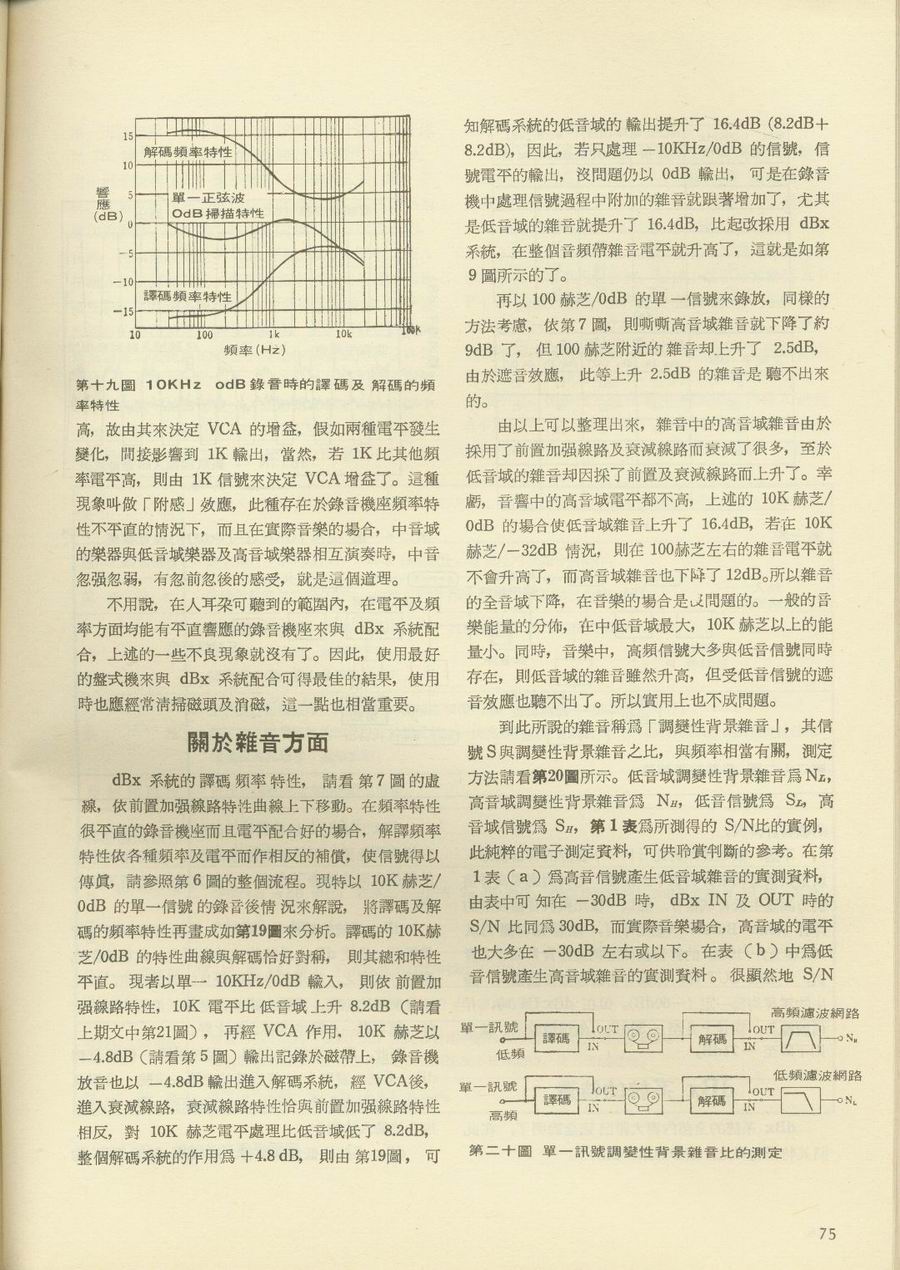 響應
(dB)
15
10
5
0
−5
−10
−15
解碼頻率特性
單一正弦波
OdB掃描特性
譯碼頻率特性
10 100 1k 10k 100k
頻率(Hz)
第十九圖 10KHz odB錄音時的譯碼及解碼的頻
率特性
高，故由其來決定 VCA 的增益，假如兩種電平發生
變化，間接影響到 1K 輸出，當然，若 1K 比其他頻
率電平高，則由 1K 信號來決定 VCA 增益了。這種
現象叫做「附感」效應，此種存在於錄音機座頻率特
性不平直的情況下，而且在實際音樂的場合，中音域
的樂器與低音域樂器及高音域樂器相互演奏時，中音
忽强忽弱，有忽前忽後的感受，就是這個道理。
不用說，在人耳朶可聽到的範圍內，在電平及頻
率方面均能有平直響應的錄音機座來與 dBx 系統配
合，上述的一些不良現象就沒有了。因此，使用最好
的盤式機來與 dBx 系統配合可得最佳的結果，使用
時也應經常清掃磁頭及消磁，這一點也相當重要。
關於雜音方面
dBx 系統的譯碼頻率特性，請看第7圖的虛
線，依前置加强線路特性曲線上下移動。在頻率特性
很平直的錄音機座而且電平配合好的場合，解譯頻率
特性依各種頻率及電平而作相反的補償，使信號得以
傳眞，請參照第6圖的整個流程。現特以 10K赫芝/
0dB 的單一信號的錄音後情況來解說，將譯碼及解
碼的頻率特性再畫成如第19圖來分析。譯碼的 10K赫
芝/0dB 的特性曲線與解碼恰好對稱，則其總和特性
平直。現者以單一 10KHz/0dB 輸入，則依前置加
强線路特性，10K 電平比低音域上升 8.2dB（請看
上期文中第21圖），再經 VCA 作用，10K 赫芝以
−4.8dB（請看第5圖）輸出記錄於磁帶上，錄音機
放音也以 −4.8dB輸出進入解碼系統，經 VCA後，
進入衰減線路，衰減線路特性恰與前置加强線路特性
相反，對 10K 赫芝電平處理比低音域低了 8.2dB，
整個解碼系統的作用爲 +4.8 dB，則由第19圖，可
知解碼系統的低音域的輸出提升了 16.4dB (8.2dB+
8.2dB)，因此，若只處理 −10KHz/0dB 的信號，信
號電平的輸出，沒問題仍以 0dB 輸出，可是在錄音
機中處理信號過程中附加的雜音就跟著增加了，尤其
是低音域的雜音就提升了 16.4dB，比起改採用 dBx
系統，在整個音頻帶雜音電平就升高了，這就是如第
9圖所示的了。
再以100赫芝/0dB 的單一信號來錄放，同樣的
方法考慮，依第7圖，則嘶嘶高音域雜音就下降了約
9dB 了，但100赫芝附近的雜音却上升了 2.5dB，
由於遮音效應，此等上升 2.5dB 的雜音是聽不出來
的。
由以上可以整理出來，雜音中的高音域雜音由於
採用了前置加强線路及衰減線路而衰減了很多，至於
低音域的雜音却因採了前置及衰減線路而上升了。幸
虧，音響中的高音域電平都不高，上述的 10K 赫芝/
0dB 的場合使低音域雜音上升了 16.4dB，若在 10K
赫芝/−32dB 情況，則在100赫芝左右的雜音電平就
不會升高了，而高音域雜音也下降了12dB。所以雜音
的全音域下降，在音樂的場合是問題的。一般的音
樂能量的分佈，在中低音域最大，10K赫芝以上的能
量小。同時，音樂中，高頻信號大多與低音信號同時
存在，則低音域的雜音雖然升高，但受低音信號的遮
音效應也聽不出了。所以實用上也不成問題。
到此所說的雜音稱爲「調變性背景雜音」，其信
號S與調變性背景雜音之比，與頻率相當有關，測定
方法請看第20圖所示。低音域調變性背景雜音爲NL，
高音域調變性背景雜音爲 NH，低音信號爲 SL，高
音域信號爲 SH，第1表爲所測得的 S/N比的實例，
此純粹的電子測定資料，可供聆賞判斷的參考。在第
1表（a）爲高音信號產生低音域雜音的實測資料，
由表中可知在 −30dB 時，dBx IN 及 OUT 時的
S/N 比同爲30dB，而實際音樂場合，高音域的電平
也大多在 −30dB 左右或以下。在表（b）中爲低
音信號產生高音域雜音的實測資料。很顯然地 S/N
單一訊號
低頻
譯碼
OUT
IN
解碼
OUT
IN
高頻濾波網路
NH
單一訊號
高頻
譯碼
OUT
IN
解碼
OUT
IN
低頻濾波網路
NL
第二十圖 單一訊號調變性背景雜音比的測定
75